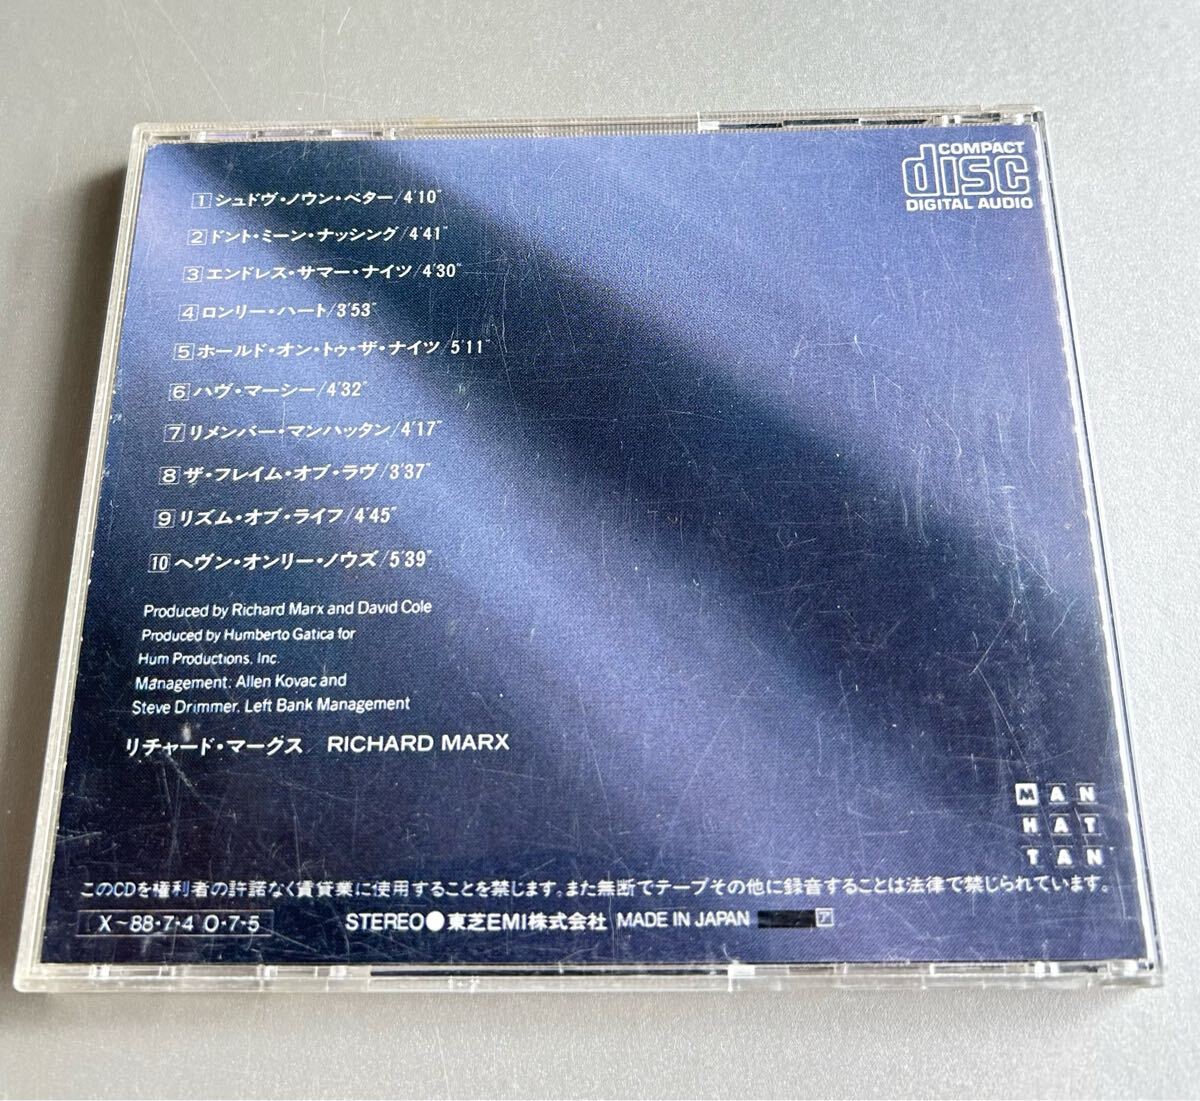 COMPACT
disc
DIGITAL AUDIO
1 シュドヴ・ノウン・ベター/4'10"
2 ドント・ミーン・ナッシング/4'41"
3 エンドレス・サマー・ナイツ/4'30"
4 ロンリー・ハート/3'53"
5 ホールド・オン・トゥ・ザ・ナイツ/5'11"
6 ハヴ・マーシー/4'32"
7 リメンバー・マンハッタン/4'17"
8 ザ・フレイム・オブ・ラヴ/3'37"
9 リズム・オブ・ライフ/4'45"
10 ヘヴン・オンリー・ノウズ/5'39"
Produced by Richard Marx and David Cole
Produced by Humberto Gatica for
Hum Productions, Inc.
Management: Allen Kovac and
Steve Drimmer, Left Bank Management
リチャード・マークス RICHARD MARX
MAN
HAT
TAN
このCDを権利者の許諾なく賃貸業に使用することを禁じます。また無断でテープその他に録音することは法律で禁じられています。
X～88・7・4 O・7・5 STEREO●東芝EMI株式会社 MADE IN JAPAN ア